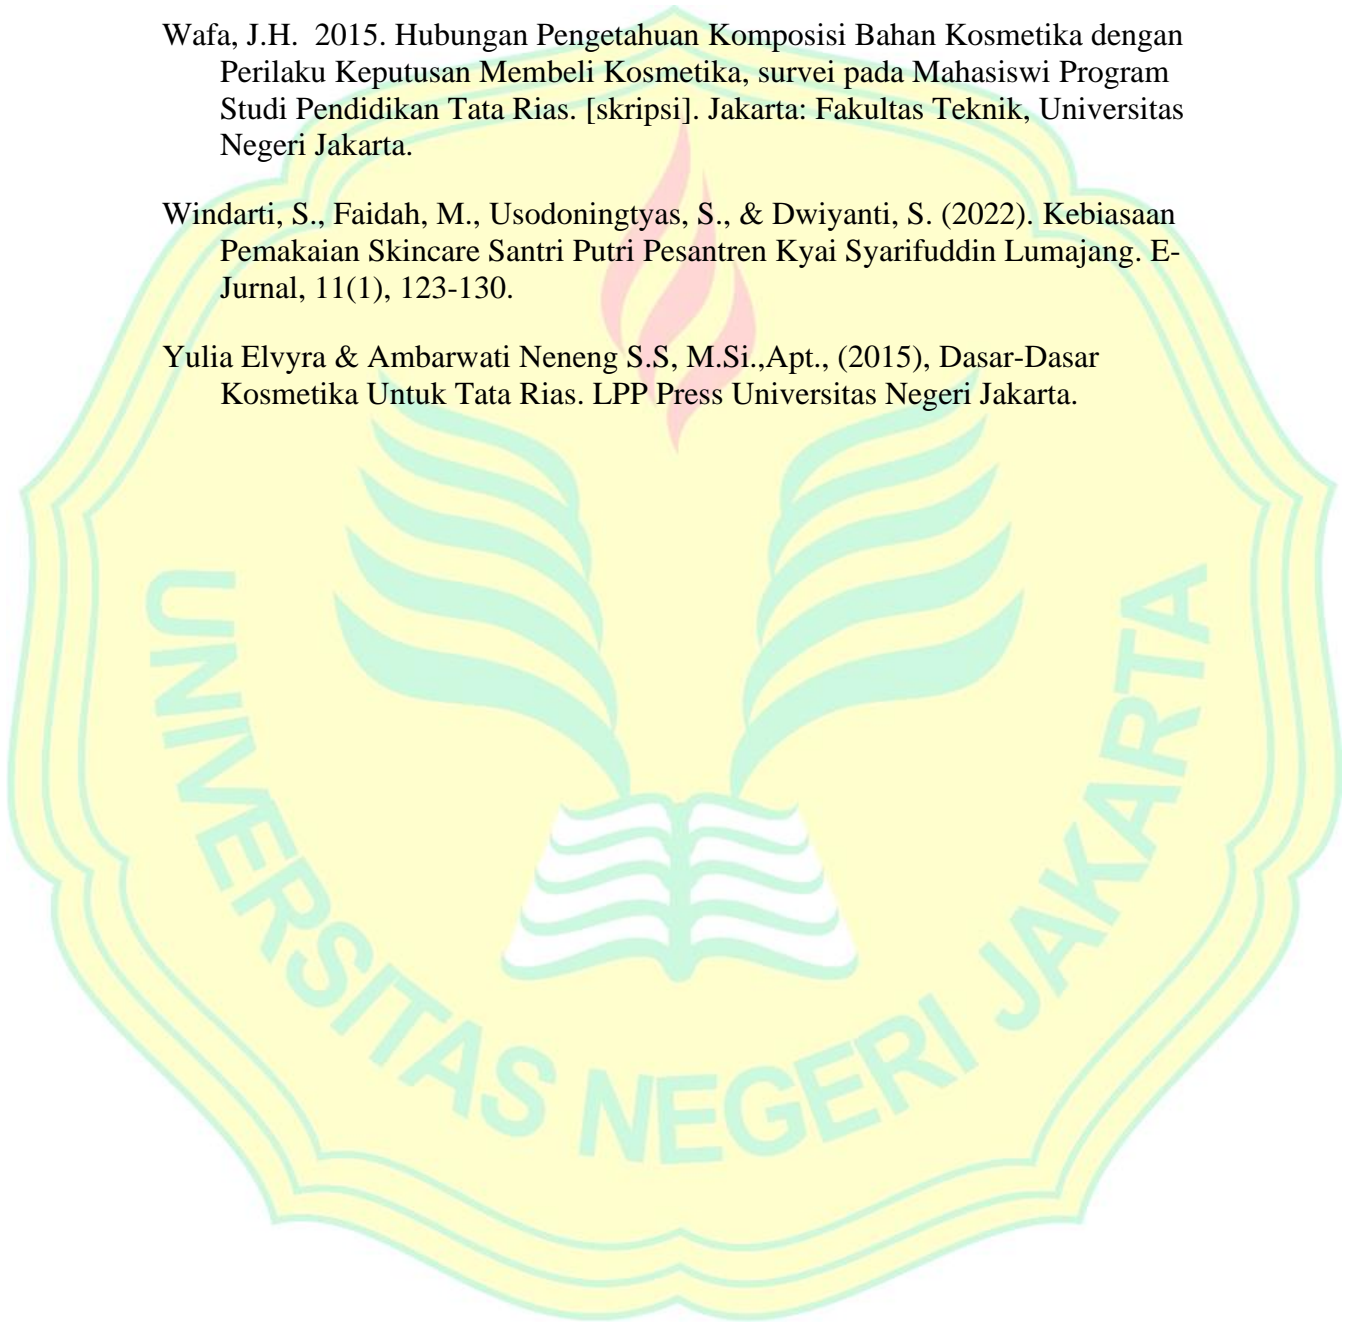 Wafa, J.H.  2015. Hubungan Pengetahuan Komposisi Bahan Kosmetika dengan
Perilaku Keputusan Membeli Kosmetika, survei pada Mahasiswi Program
Studi Pendidikan Tata Rias. [skripsi]. Jakarta: Fakultas Teknik, Universitas
Negeri Jakarta.
Windarti, S., Faidah, M., Usodoningtyas, S., & Dwiyanti, S. (2022). Kebiasaan
Pemakaian Skincare Santri Putri Pesantren Kyai Syarifuddin Lumajang. E-
Jurnal, 11(1), 123-130.
Yulia Elvyra & Ambarwati Neneng S.S, M.Si.,Apt., (2015), Dasar-Dasar
Kosmetika Untuk Tata Rias. LPP Press Universitas Negeri Jakarta.
UNIVERSITAS NEGERI JAKARTA